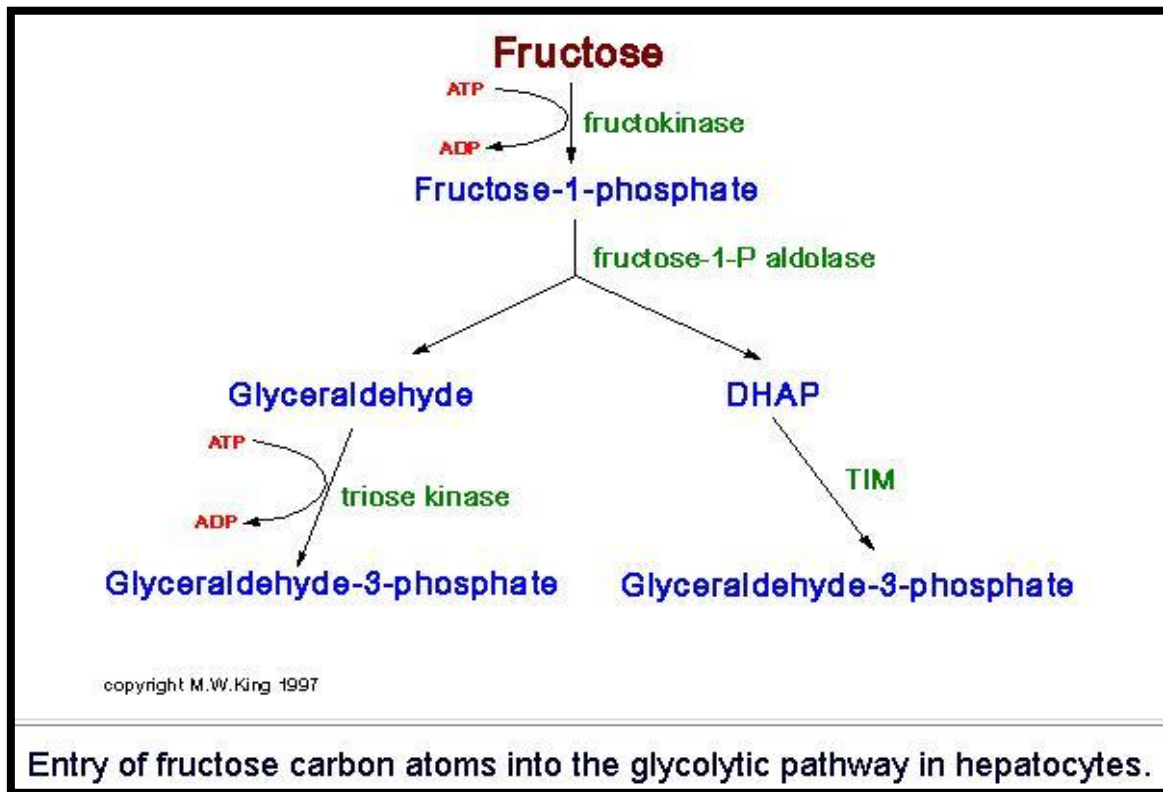 Fructose
ATP
fructokinase
ADP
Fructose-1-phosphate
fructose-1-P aldolase
Glyceraldehyde
DHAP
ATP
TIM
triose kinase
ADP
Glyceraldehyde-3-phosphate
Glyceraldehyde-3-phosphate
copyright M.W.King 1997
Entry of fructose carbon atoms into the glycolytic pathway in hepatocytes.